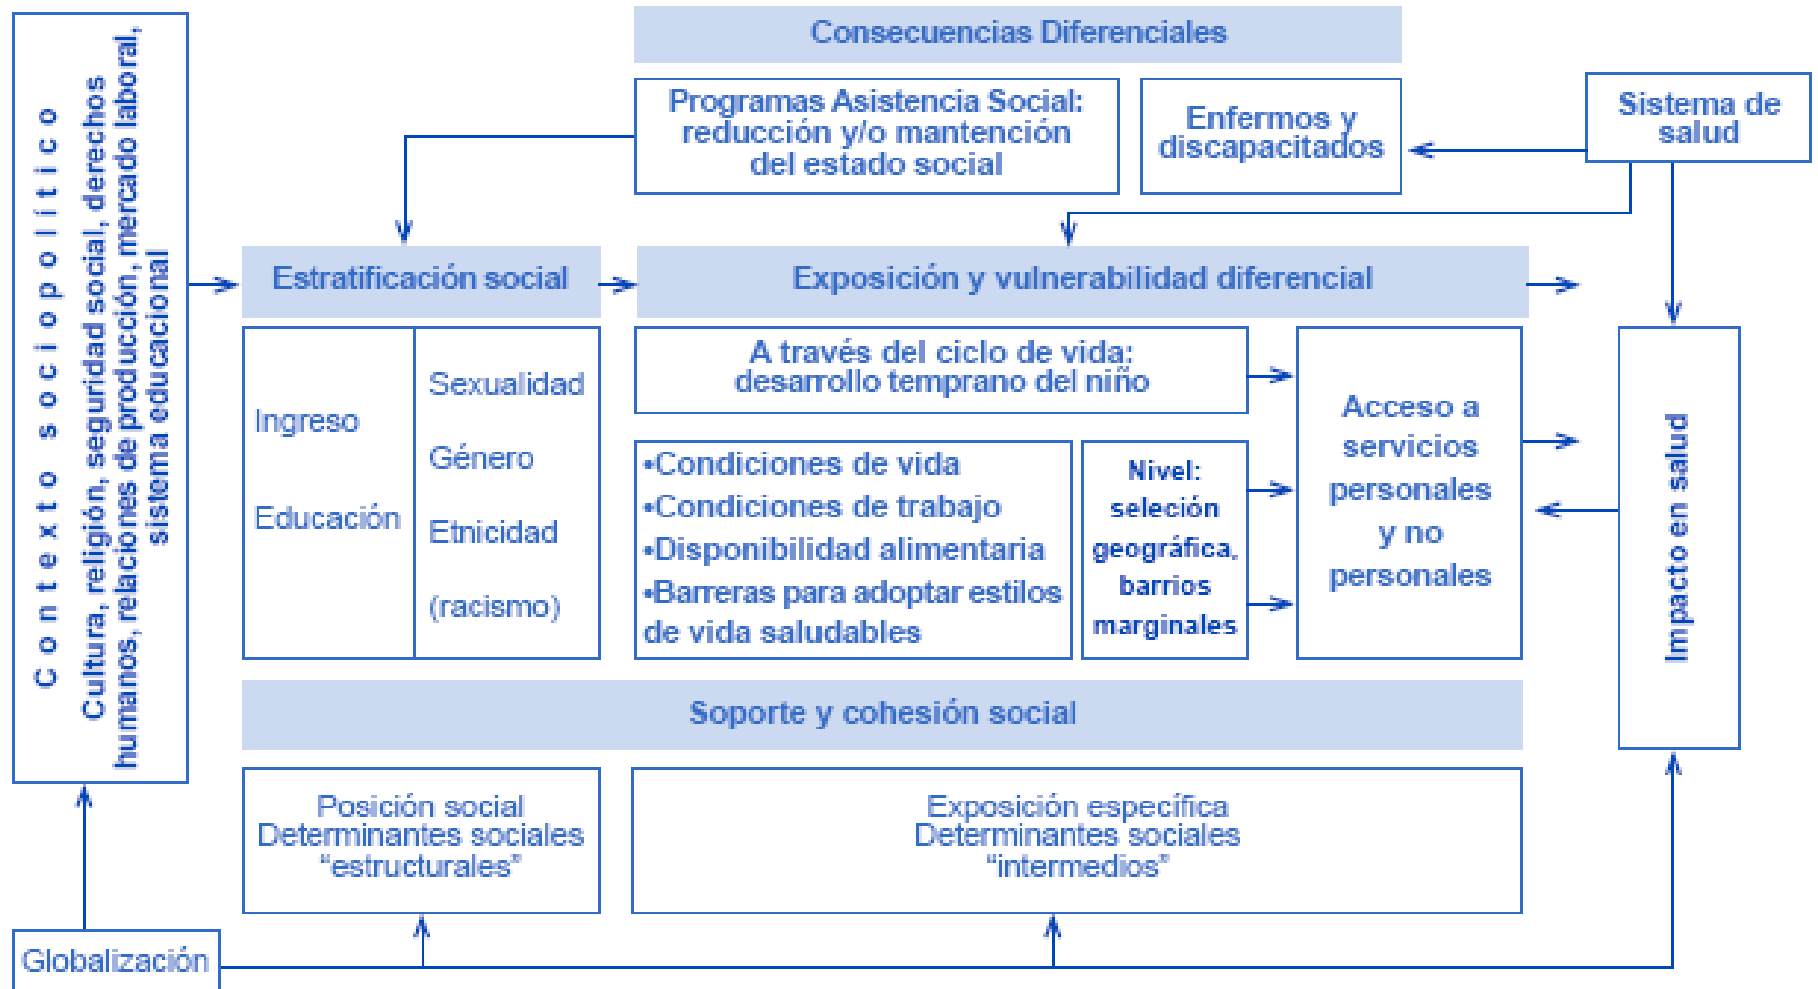 Contexto sociopolítico
Cultura, religión, seguridad social, derechos
humanos, relaciones de producción, mercado laboral,
sistema educacional
Consecuencias Diferenciales
Programas Asistencia Social:
reducción y/o mantención
del estado social
Enfermos y
discapacitados
Sistema de
salud
Estratificación social
Exposición y vulnerabilidad diferencial
Ingreso
Educación
Sexualidad
Género
Etnicidad
(racismo)
A través del ciclo de vida:
desarrollo temprano del niño
•Condiciones de vida
•Condiciones de trabajo
•Disponibilidad alimentaria
•Barreras para adoptar estilos
de vida saludables
Nivel:
seleción
geográfica,
barrios
marginales
Acceso a
servicios
personales
y no
personales
Impacto en salud
Soporte y cohesión social
Posición social
Determinantes sociales
“estructurales”
Exposición específica
Determinantes sociales
“intermedios”
Globalización